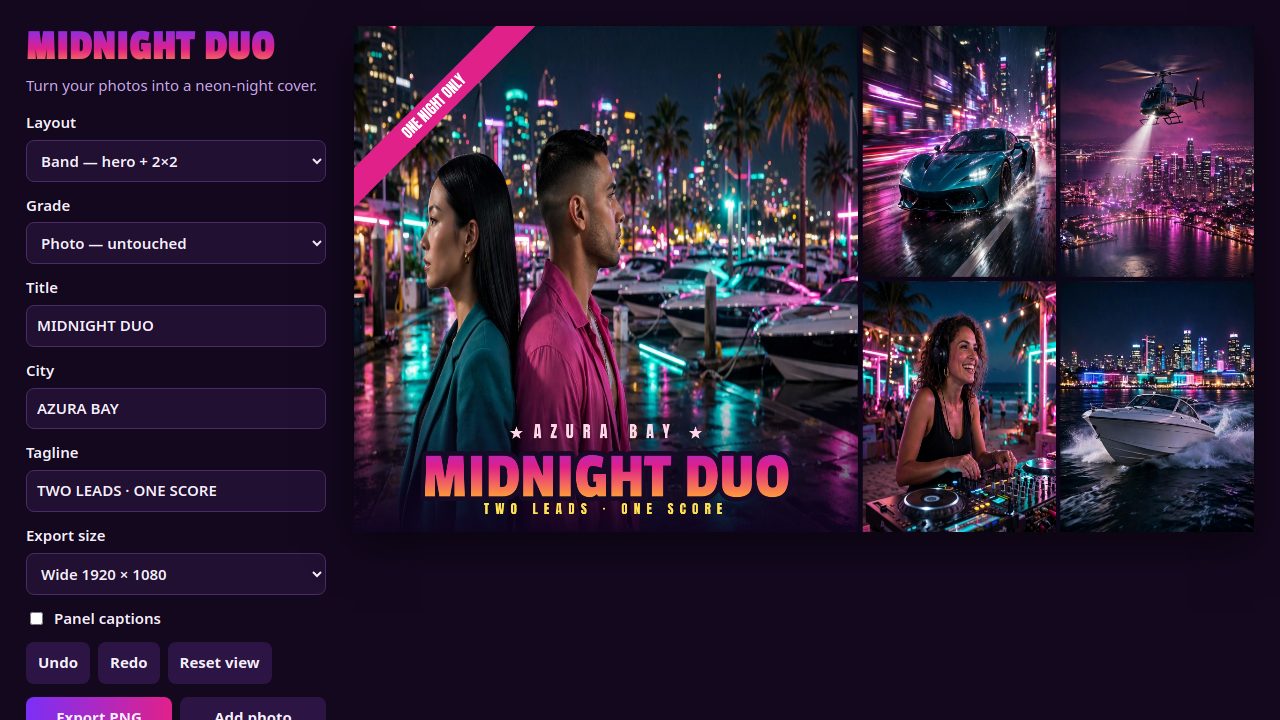 MIDNIGHT DUO
Turn your photos into a neon-night cover.
Layout
Band — hero + 2×2
Grade
Photo — untouched
Title
MIDNIGHT DUO
City
AZURA BAY
Tagline
TWO LEADS · ONE SCORE
Export size
Wide 1920 × 1080
Panel captions
Undo
Redo
Reset view
Export PNG
Add photo
ONE NIGHT ONLY
★ AZURA BAY ★
MIDNIGHT DUO
TWO LEADS · ONE SCORE